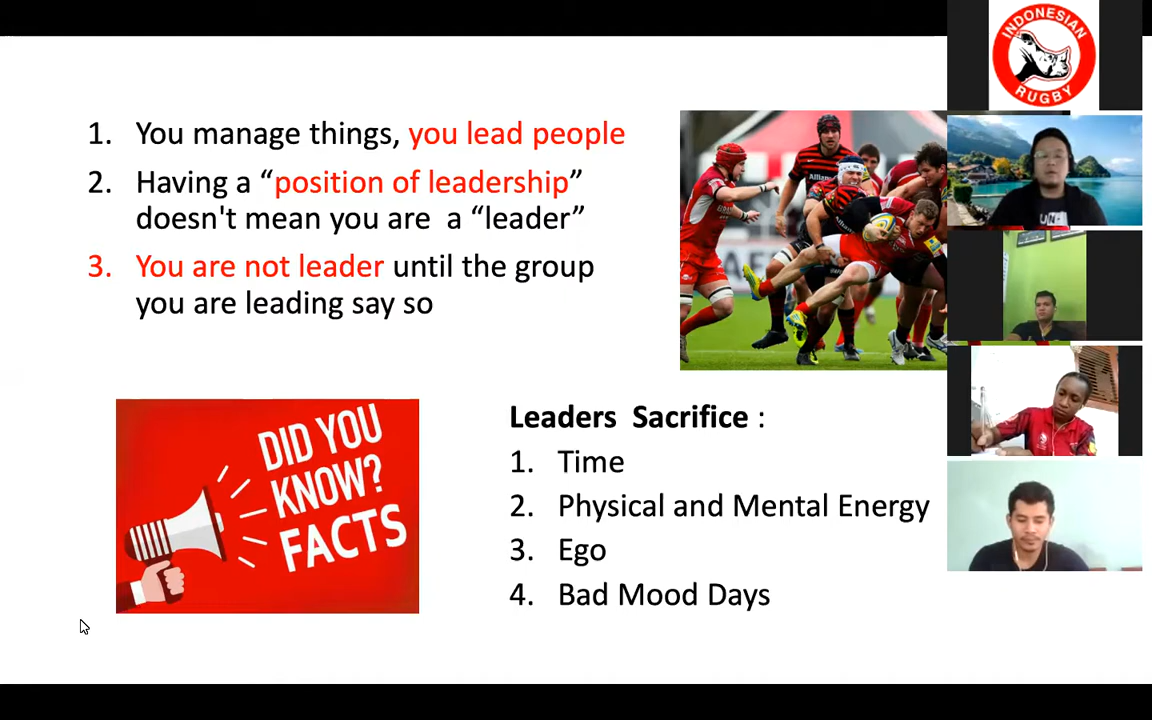 1. You manage things, you lead people
2. Having a “position of leadership”
doesn't mean you are a “leader”
3. You are not leader until the group
you are leading say so
DID YOU
KNOW?
FACTS
Leaders Sacrifice :
1. Time
2. Physical and Mental Energy
3. Ego
4. Bad Mood Days
INDONESIAN
RUGBY
Allianz